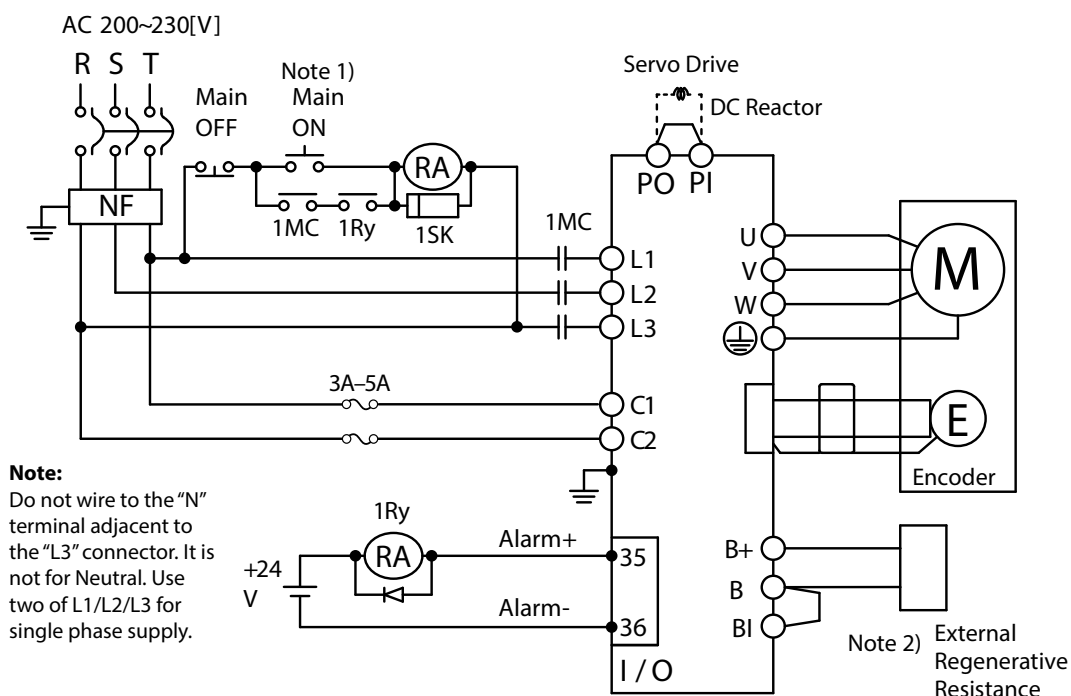 AC 200~230[V]
R S T
Main
OFF
Note 1)
Main
ON
RA
1MC 1Ry 1SK
NF
1MC
Servo Drive
DC Reactor
PO PI
L1
L2
L3
U
V
W
M
3A–5A
C1
C2
E
Encoder
Note:
Do not wire to the “N”
terminal adjacent to
the “L3” connector. It is
not for Neutral. Use
two of L1/L2/L3 for
single phase supply.
1Ry
RA
+24
V
Alarm+
Alarm-
35
36
I / O
B+
B
BI
Note 2)
External
Regenerative
Resistance